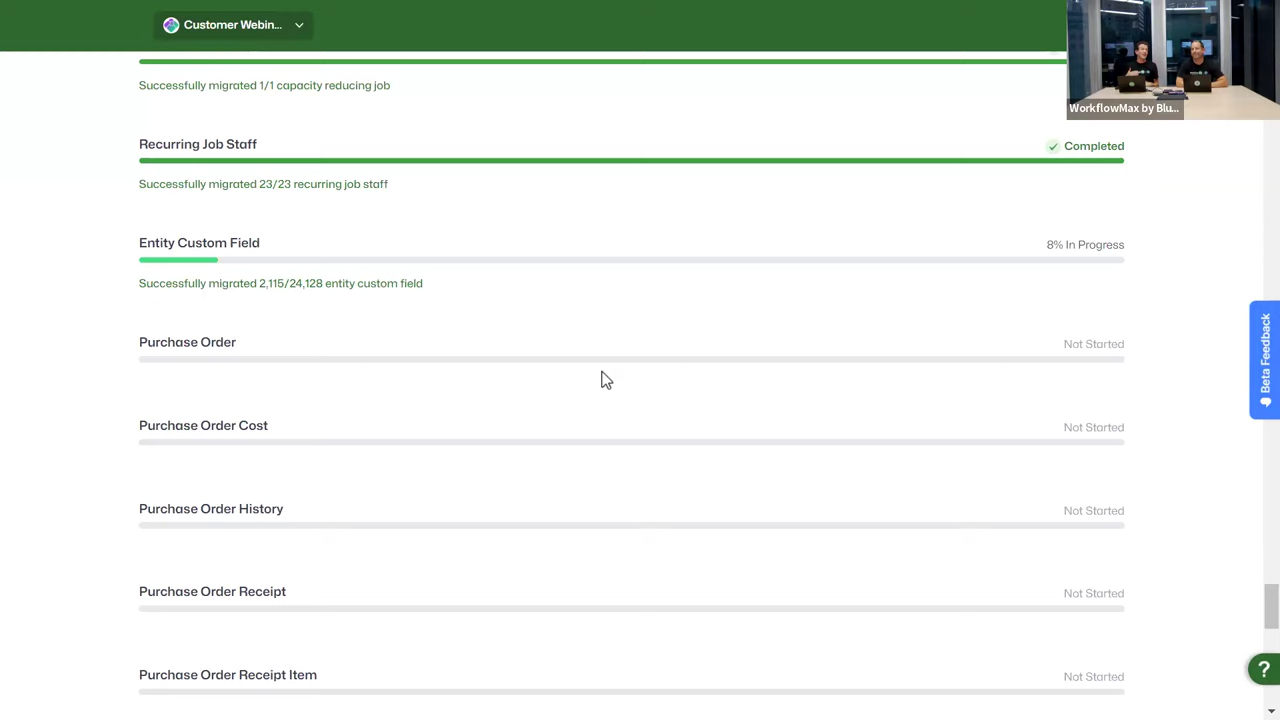 Customer Webin...
WorkflowMax by Blu...
Successfully migrated 1/1 capacity reducing job
Recurring Job Staff
Completed
Successfully migrated 23/23 recurring job staff
Entity Custom Field
8% In Progress
Successfully migrated 2,115/24,128 entity custom field
Purchase Order
Not Started
Beta Feedback
Purchase Order Cost
Not Started
Purchase Order History
Not Started
Purchase Order Receipt
Not Started
Purchase Order Receipt Item
Not Started
?